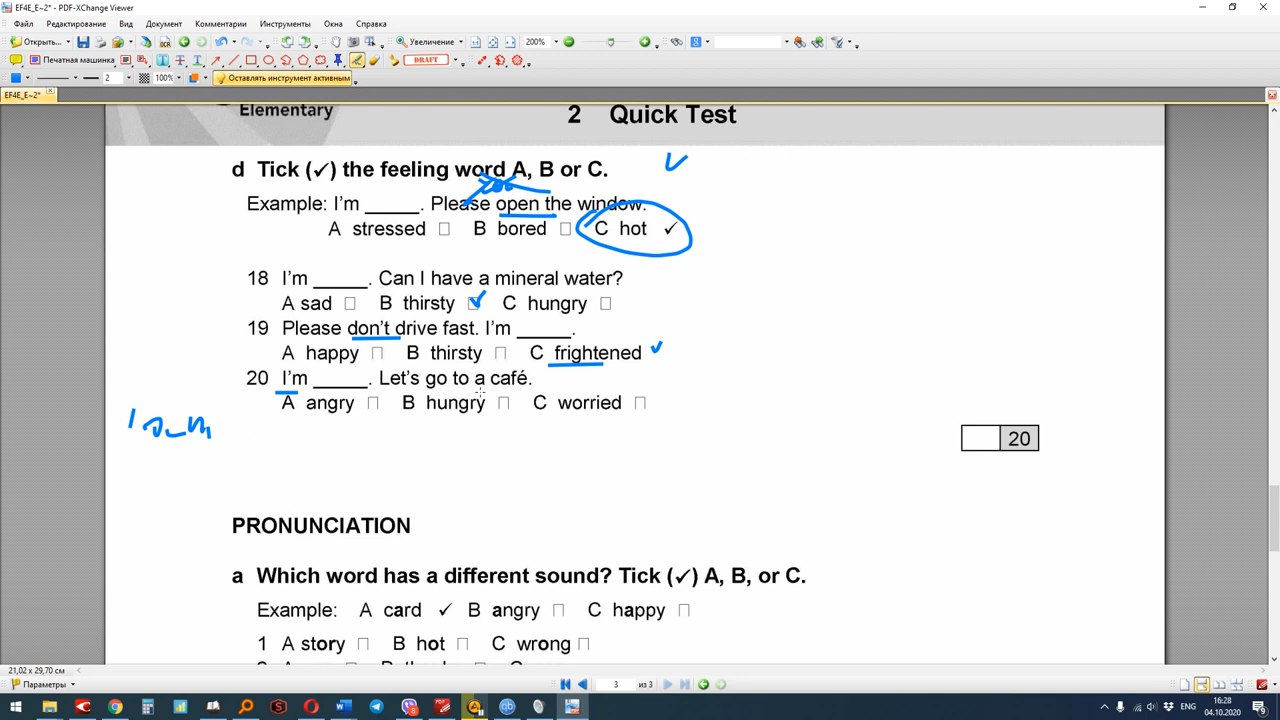 EF4E_E~2* - PDF-XChange Viewer
Файл Редактирование Вид Документ Комментарии Инструменты Окна Справка
Открыть... OCR Увеличение 200%
Печатная машинка DRAFT
2 100% Оставлять инструмент активным
EF4E_E~2*
Elementary 2 Quick Test
d Tick (✓) the feeling word A, B or C.
Example: I'm _____. Please open the window.
A stressed □ B bored □ C hot ✓
18 I'm _____. Can I have a mineral water?
A sad □ B thirsty □ C hungry □
19 Please don't drive fast. I'm _____.
A happy □ B thirsty □ C frightened
20 I'm _____. Let's go to a café.
A angry □ B hungry □ C worried □
20
PRONUNCIATION
a Which word has a different sound? Tick (✓) A, B, or C.
Example: A card ✓ B angry □ C happy □
1 A story □ B hot □ C wrong □
21,02 x 29,70 см
Параметры 3 из 3
ENG 16:28
04.10.2020